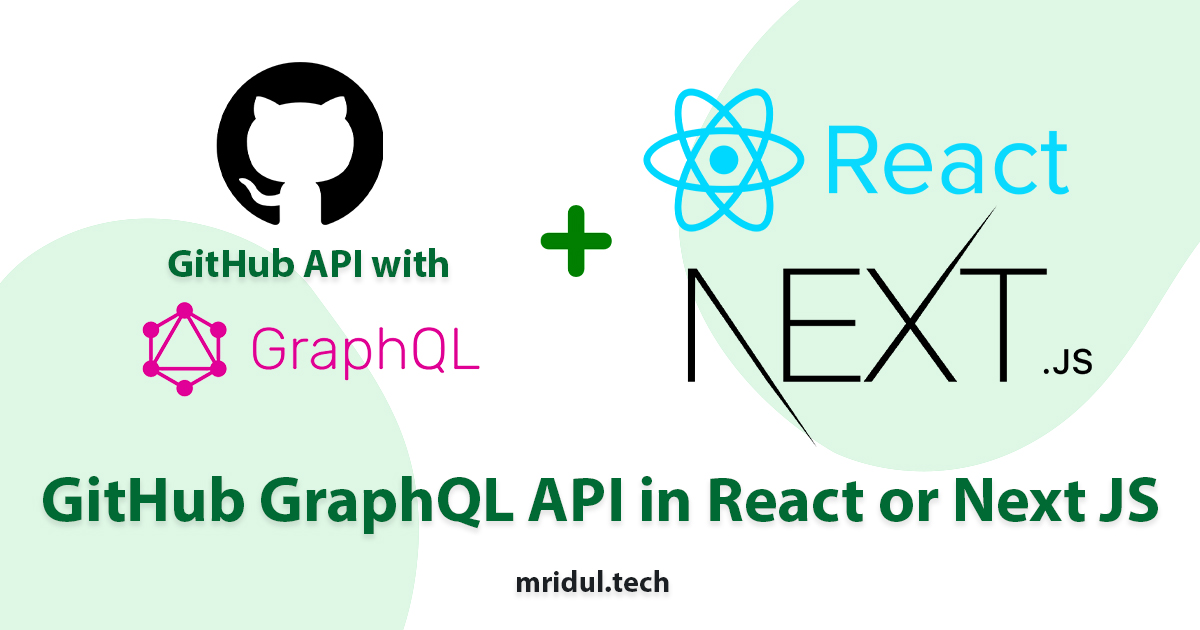 GitHub API with
GraphQL
React
NEXT.JS
GitHub GraphQL API in React or Next JS
mridul.tech